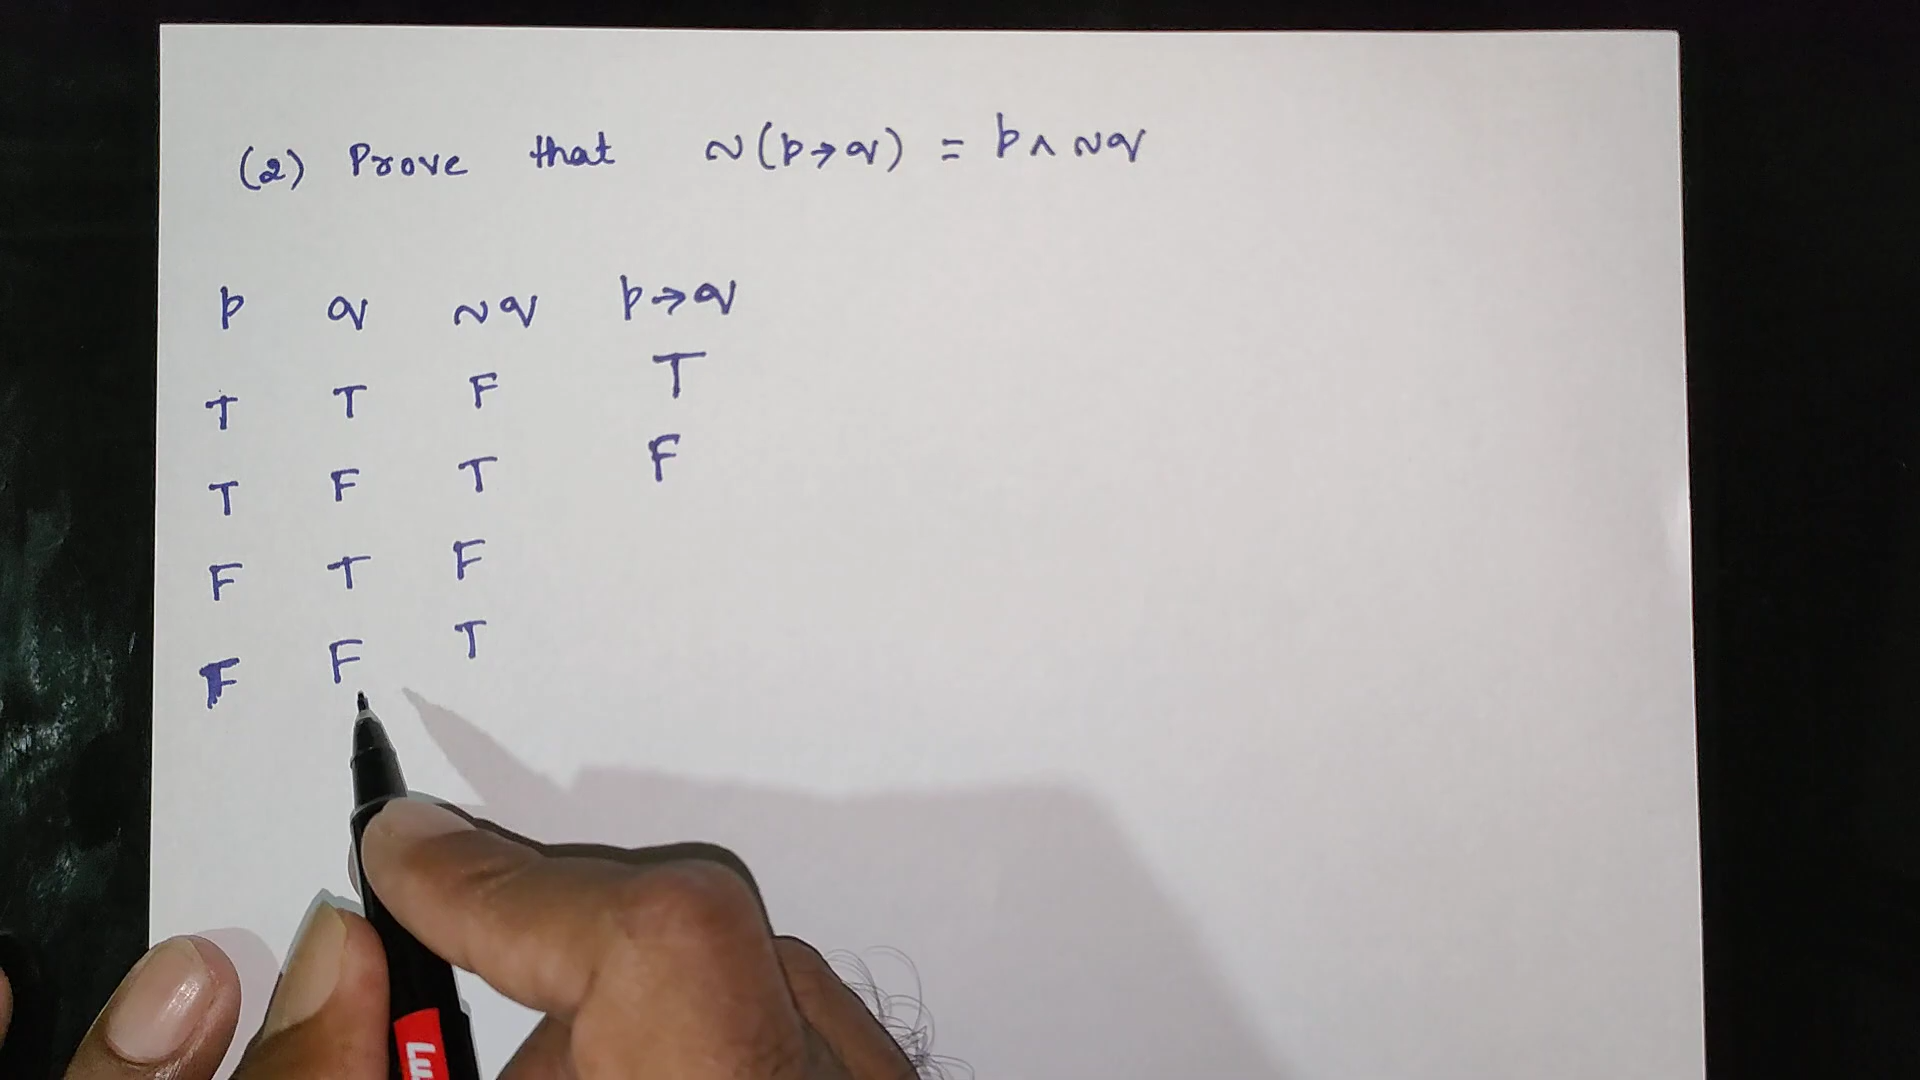 (2) Prove that ~(p→q) = p∧~q
p q ~q p→q
T T F T
T F T F
F T F
F F T